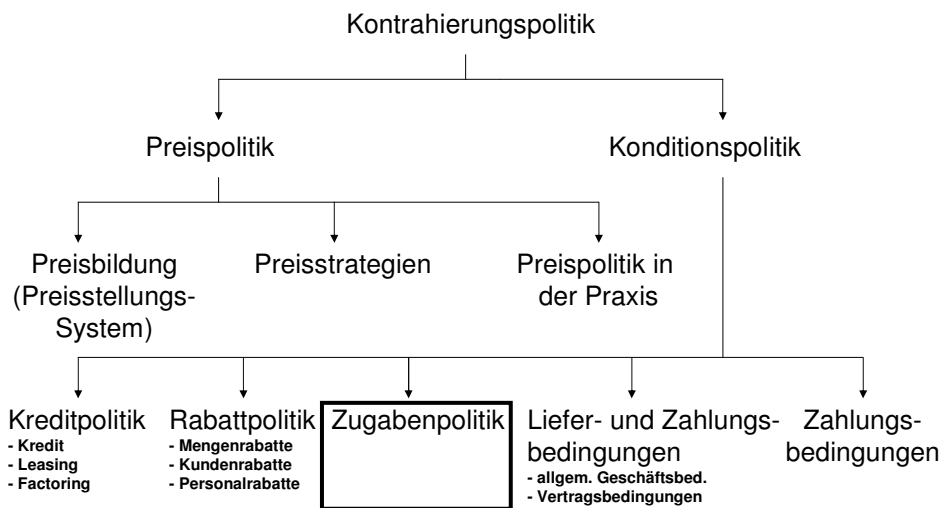 Kontrahierungspolitik
Preispolitik
Konditionspolitik
Preisbildung
(Preisstellungs-
System)
Preisstrategien
Preispolitik in
der Praxis
Kreditpolitik
- Kredit
- Leasing
- Factoring
Rabattpolitik
- Mengenrabatte
- Kundenrabatte
- Personalrabatte
Zugabenpolitik
Liefer- und Zahlungs-
bedingungen
- allgem. Geschäftsbed.
- Vertragsbedingungen
Zahlungs-
bedingungen